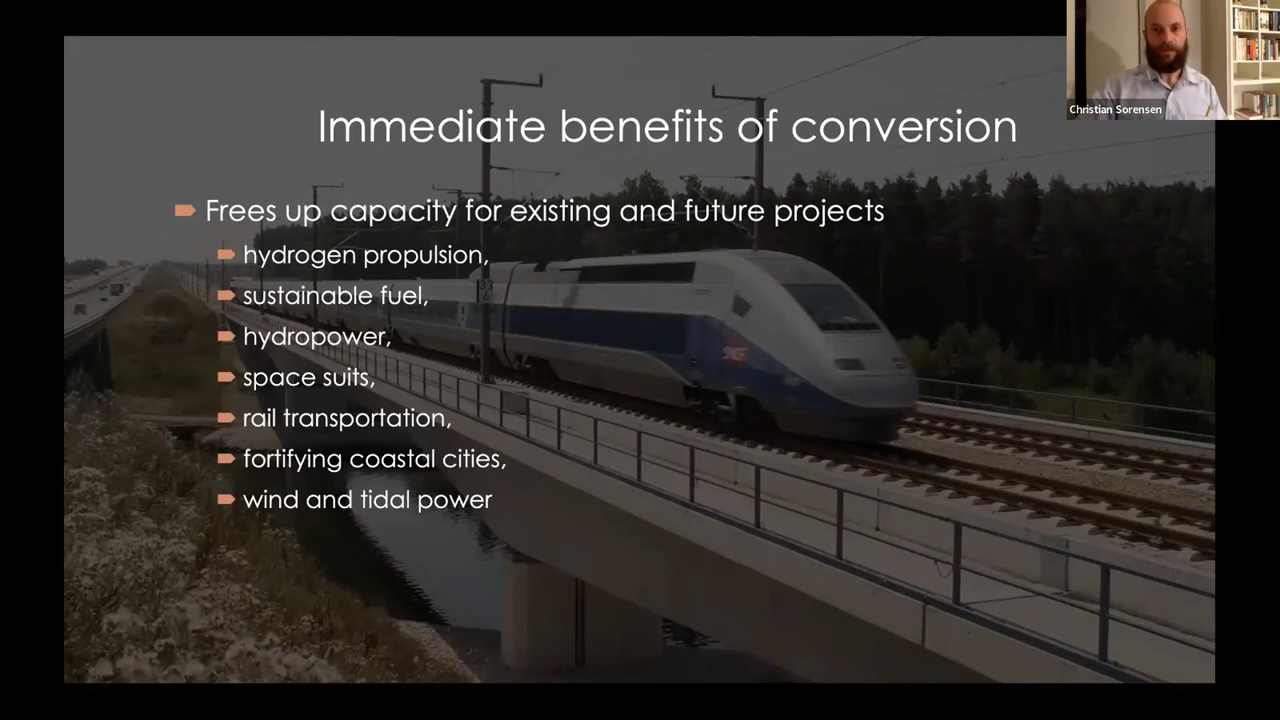 Immediate benefits of conversion
Christian Sorensen
Frees up capacity for existing and future projects
hydrogen propulsion,
sustainable fuel,
hydropower,
space suits,
rail transportation,
fortifying coastal cities,
wind and tidal power
SNCF